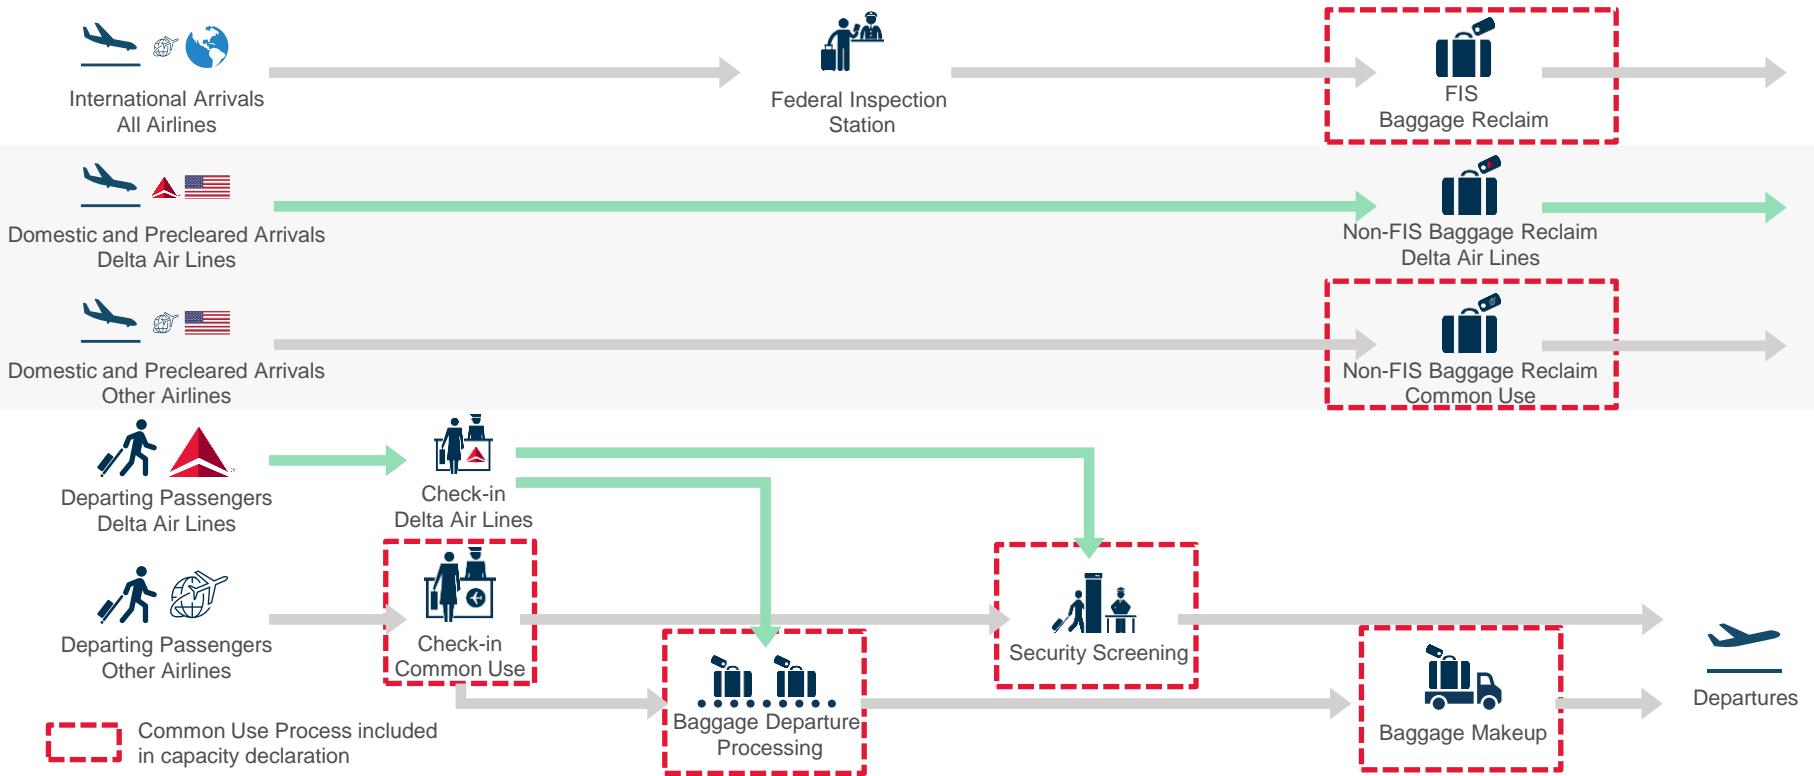 International Arrivals
All Airlines
Federal Inspection
Station
FIS
Baggage Reclaim
Domestic and Precleared Arrivals
Delta Air Lines
Non-FIS Baggage Reclaim
Delta Air Lines
Domestic and Precleared Arrivals
Other Airlines
Non-FIS Baggage Reclaim
Common Use
Departing Passengers
Delta Air Lines
Check-in
Delta Air Lines
Departing Passengers
Other Airlines
Check-in
Common Use
Security Screening
Baggage Departure
Processing
Baggage Makeup
Departures
Common Use Process included
in capacity declaration